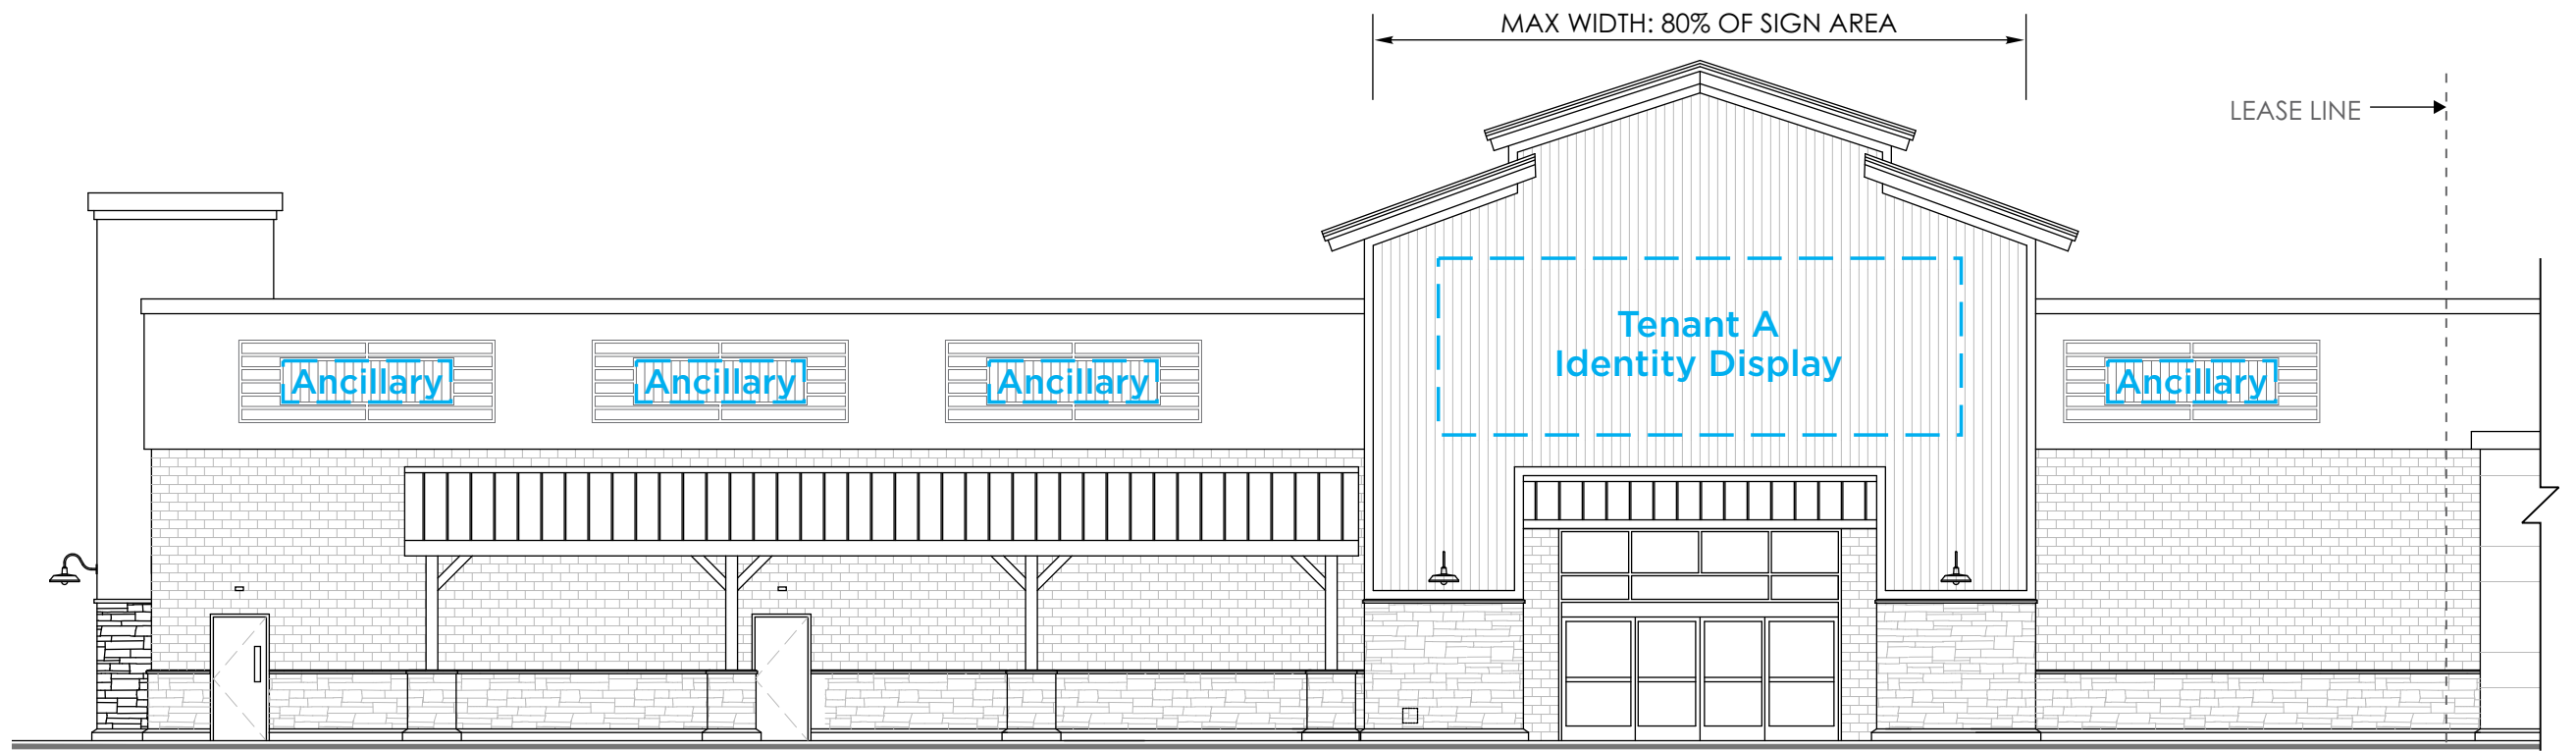 MAX WIDTH: 80% OF SIGN AREA
LEASE LINE
Tenant A
Identity Display
Ancillary
Ancillary
Ancillary
Ancillary